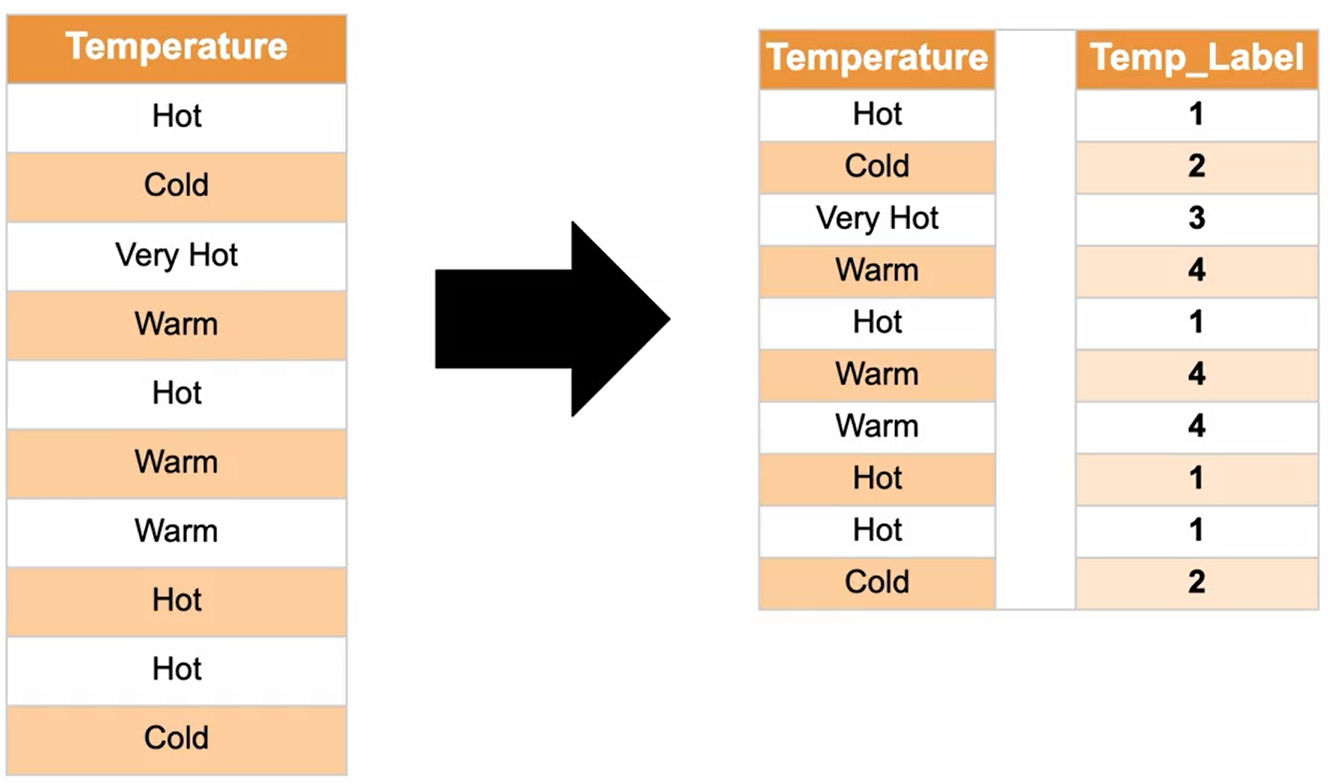 Temperature
Hot
Cold
Very Hot
Warm
Hot
Warm
Warm
Hot
Hot
Cold
Temperature Temp_Label
Hot 1
Cold 2
Very Hot 3
Warm 4
Hot 1
Warm 4
Warm 4
Hot 1
Hot 1
Cold 2